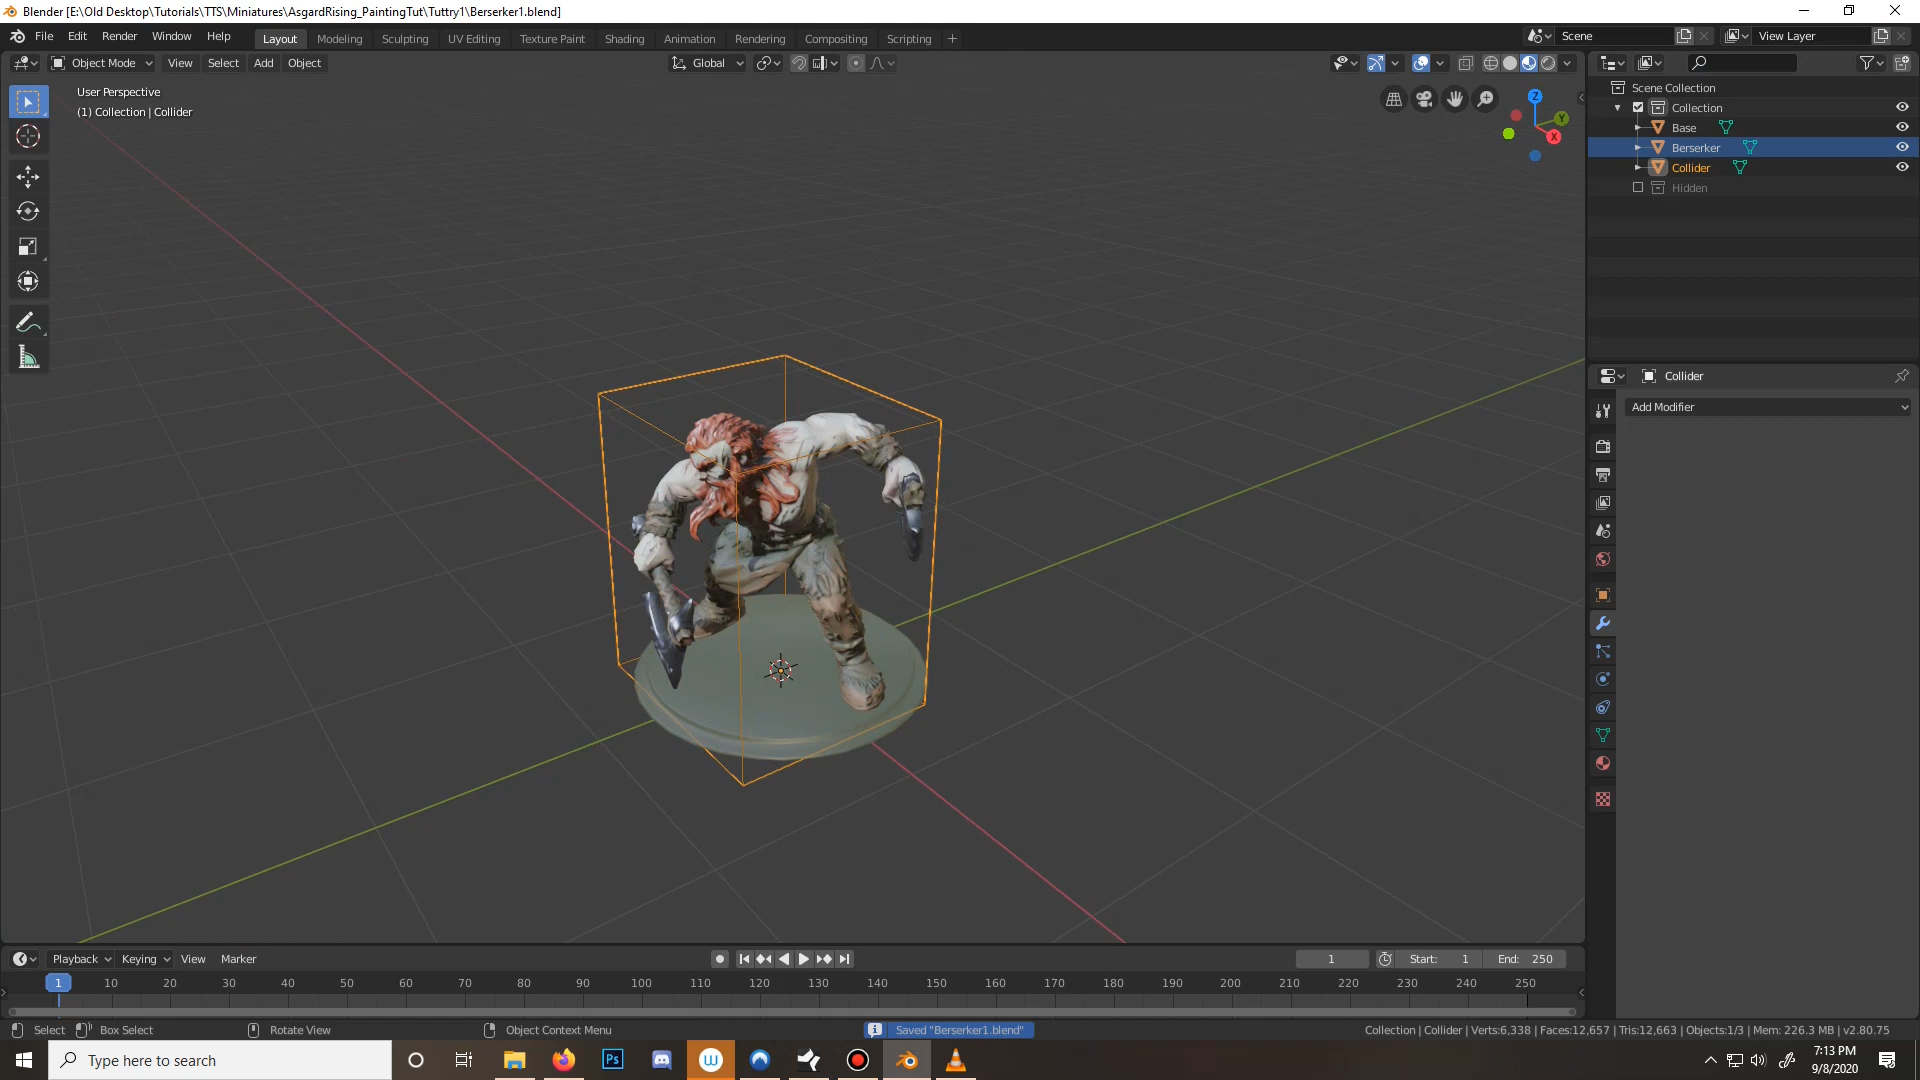 Blender [E:\Old Desktop\Tutorials\TTS\Miniatures\AsgardRising_PaintingTut\Tuttry1\Berserker1.blend]
File Edit Render Window Help Layout Modeling Sculpting UV Editing Texture Paint Shading Animation Rendering Compositing Scripting + Scene View Layer
Object Mode View Select Add Object Global
User Perspective
(1) Collection | Collider
Z
Y
X
Scene Collection
Collection
Base
Berserker
Collider
Hidden
Collider
Add Modifier
Playback Keying View Marker 1 Start: 1 End: 250
1 10 20 30 40 50 60 70 80 90 100 110 120 130 140 150 160 170 180 190 200 210 220 230 240 250
Select Box Select Rotate View Object Context Menu Saved "Berserker1.blend" Collection | Collider | Verts:6,338 | Faces:12,657 | Tris:12,663 | Objects:1/3 | Mem: 226.3 MB | v2.80.75
Type here to search Ps W 7:13 PM
9/8/2020